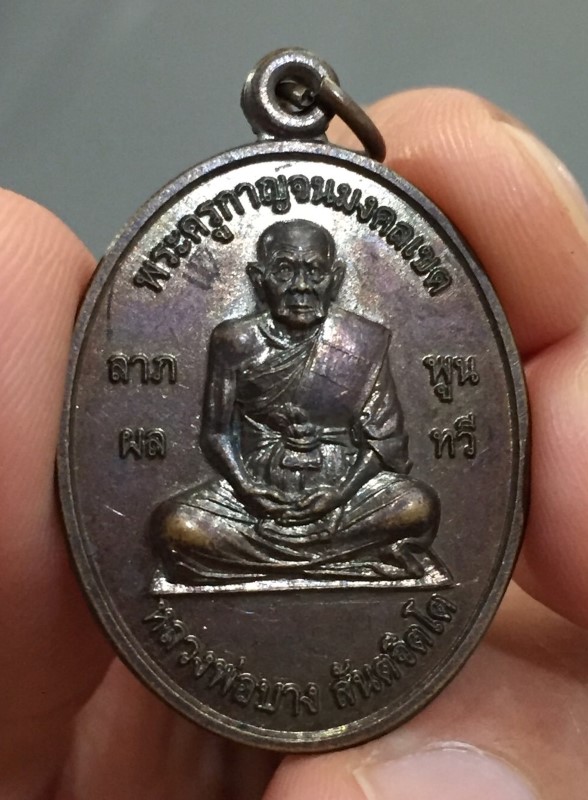 พระครูกาญจนมงคลเขต
ลาภ พูน
ผล ทวี
หลวงพ่อบาง สันตจิตโต